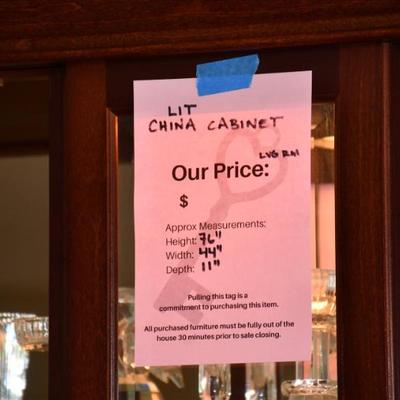 LIT
CHINA CABINET
LVG RM
Our Price:
$
Approx Measurements:
Height: 76"
Width: 44"
Depth: 11"
Pulling this tag is a
commitment to purchasing this item.
All purchased furniture must be fully out of the
house 30 minutes prior to sale closing.